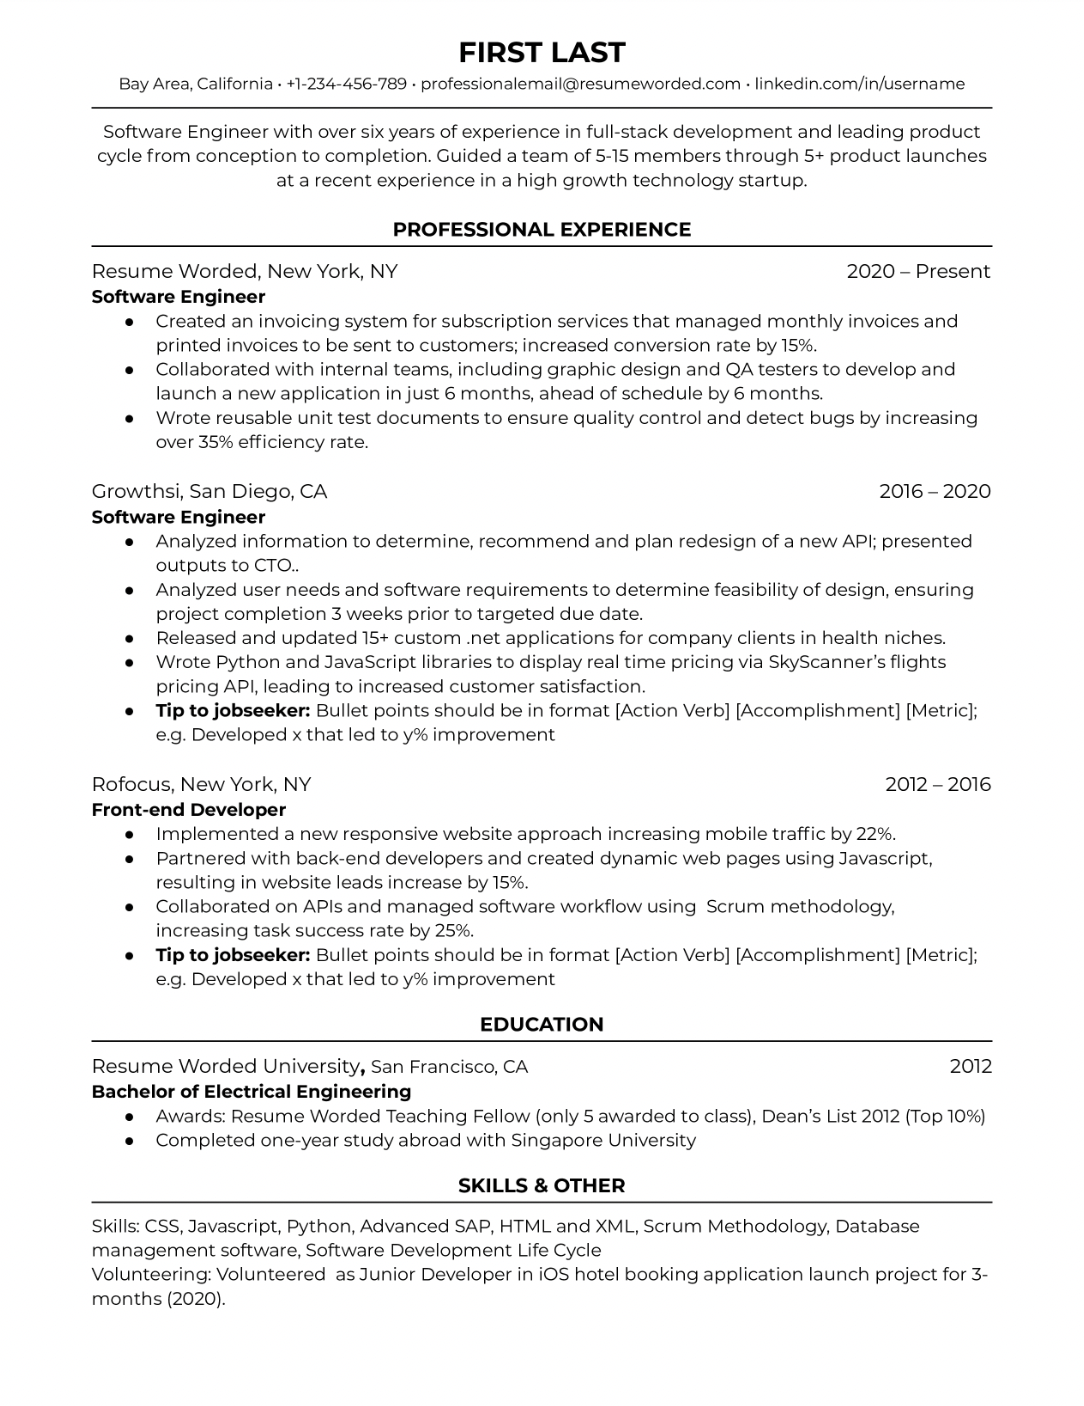 FIRST LAST
Bay Area, California • +1-234-456-789 • professionalemail@resumeworded.com • linkedin.com/in/username
Software Engineer with over six years of experience in full-stack development and leading product
cycle from conception to completion. Guided a team of 5-15 members through 5+ product launches
at a recent experience in a high growth technology startup.
PROFESSIONAL EXPERIENCE
Resume Worded, New York, NY 2020 – Present
Software Engineer
● Created an invoicing system for subscription services that managed monthly invoices and
printed invoices to be sent to customers; increased conversion rate by 15%.
● Collaborated with internal teams, including graphic design and QA testers to develop and
launch a new application in just 6 months, ahead of schedule by 6 months.
● Wrote reusable unit test documents to ensure quality control and detect bugs by increasing
over 35% efficiency rate.
Growthsi, San Diego, CA 2016 – 2020
Software Engineer
● Analyzed information to determine, recommend and plan redesign of a new API; presented
outputs to CTO..
● Analyzed user needs and software requirements to determine feasibility of design, ensuring
project completion 3 weeks prior to targeted due date.
● Released and updated 15+ custom .net applications for company clients in health niches.
● Wrote Python and JavaScript libraries to display real time pricing via SkyScanner’s flights
pricing API, leading to increased customer satisfaction.
● Tip to jobseeker: Bullet points should be in format [Action Verb] [Accomplishment] [Metric];
e.g. Developed x that led to y% improvement
Rofocus, New York, NY 2012 – 2016
Front-end Developer
● Implemented a new responsive website approach increasing mobile traffic by 22%.
● Partnered with back-end developers and created dynamic web pages using Javascript,
resulting in website leads increase by 15%.
● Collaborated on APIs and managed software workflow using  Scrum methodology,
increasing task success rate by 25%.
● Tip to jobseeker: Bullet points should be in format [Action Verb] [Accomplishment] [Metric];
e.g. Developed x that led to y% improvement
EDUCATION
Resume Worded University, San Francisco, CA 2012
Bachelor of Electrical Engineering
● Awards: Resume Worded Teaching Fellow (only 5 awarded to class), Dean’s List 2012 (Top 10%)
● Completed one-year study abroad with Singapore University
SKILLS & OTHER
Skills: CSS, Javascript, Python, Advanced SAP, HTML and XML, Scrum Methodology, Database
management software, Software Development Life Cycle
Volunteering: Volunteered  as Junior Developer in iOS hotel booking application launch project for 3-
months (2020).